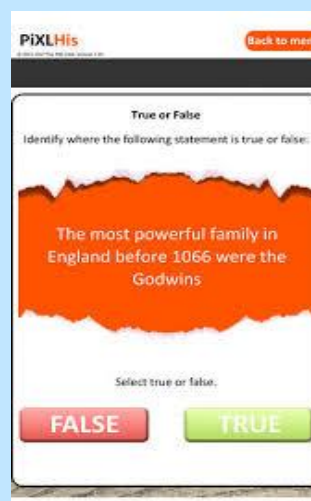 PiXLHis
Back to men
True or False
Identify where the following statement is true or false:
The most powerful family in
England before 1066 were the
Godwins
Select true or false.
FALSE
TRUE